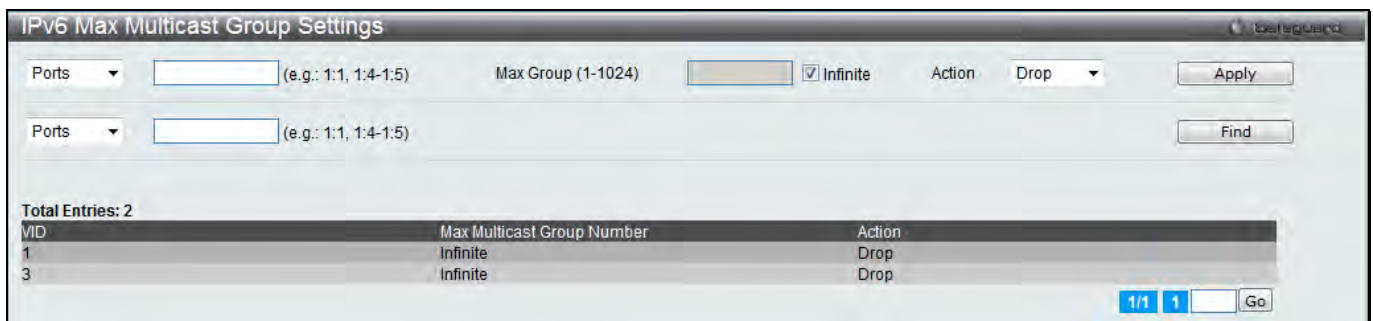 IPv6 Max Multicast Group Settings Safeguard
Ports (e.g.: 1:1, 1:4-1:5) Max Group (1-1024) Infinite Action Drop Apply
Ports (e.g.: 1:1, 1:4-1:5) Find
Total Entries: 2
VID Max Multicast Group Number Action
1 Infinite Drop
3 Infinite Drop
1/1 1 Go